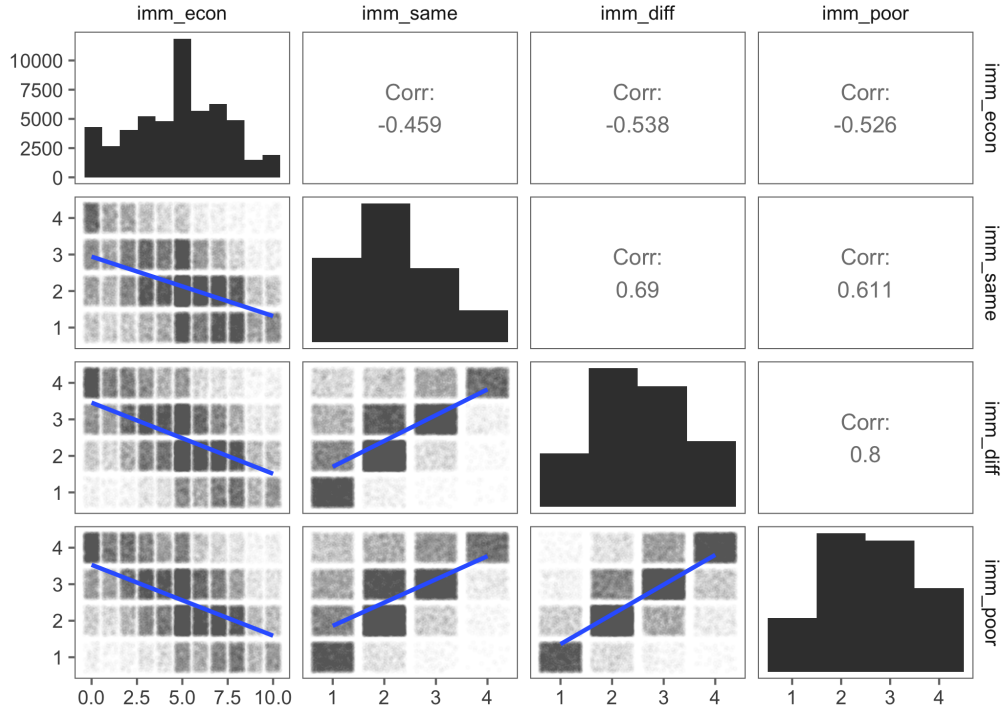 imm_econ imm_same imm_diff imm_poor
10000
7500
5000
2500
0
Corr:
-0.459
Corr:
-0.538
Corr:
-0.526
imm_econ
4
3
2
1
Corr:
0.69
Corr:
0.611
imm_same
4
3
2
1
Corr:
0.8
imm_diff
4
3
2
1
imm_poor
0.0 2.5 5.0 7.5 10.0 1 2 3 4 1 2 3 4 1 2 3 4